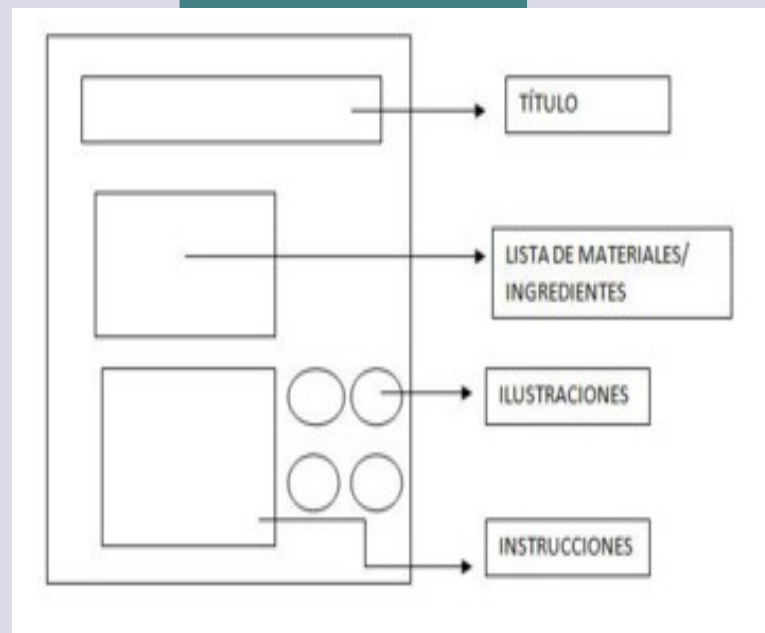 TÍTULO
LISTA DE MATERIALES/
INGREDIENTES
ILUSTRACIONES
INSTRUCCIONES